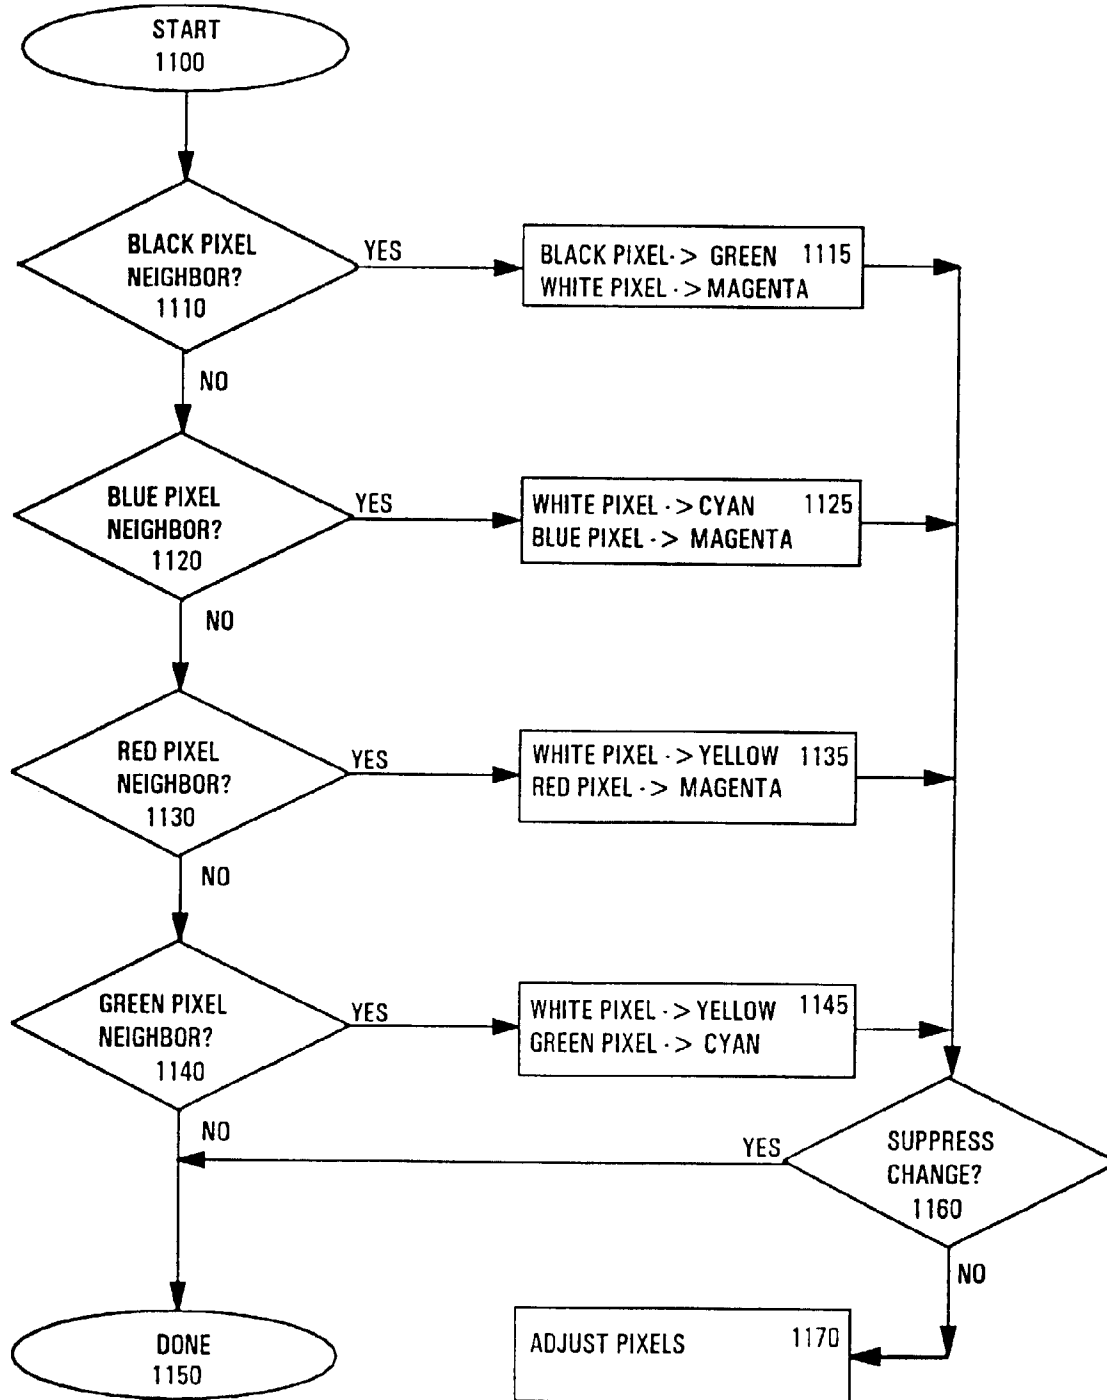 START
1100
BLACK PIXEL
NEIGHBOR?
1110
YES
BLACK PIXEL·> GREEN 1115
WHITE PIXEL ·> MAGENTA
NO
BLUE PIXEL
NEIGHBOR?
1120
YES
WHITE PIXEL ·> CYAN 1125
BLUE PIXEL ·> MAGENTA
NO
RED PIXEL
NEIGHBOR?
1130
YES
WHITE PIXEL ·> YELLOW 1135
RED PIXEL ·> MAGENTA
NO
GREEN PIXEL
NEIGHBOR?
1140
YES
WHITE PIXEL ·> YELLOW 1145
GREEN PIXEL ·> CYAN
NO
YES
SUPPRESS
CHANGE?
1160
NO
DONE
1150
ADJUST PIXELS 1170